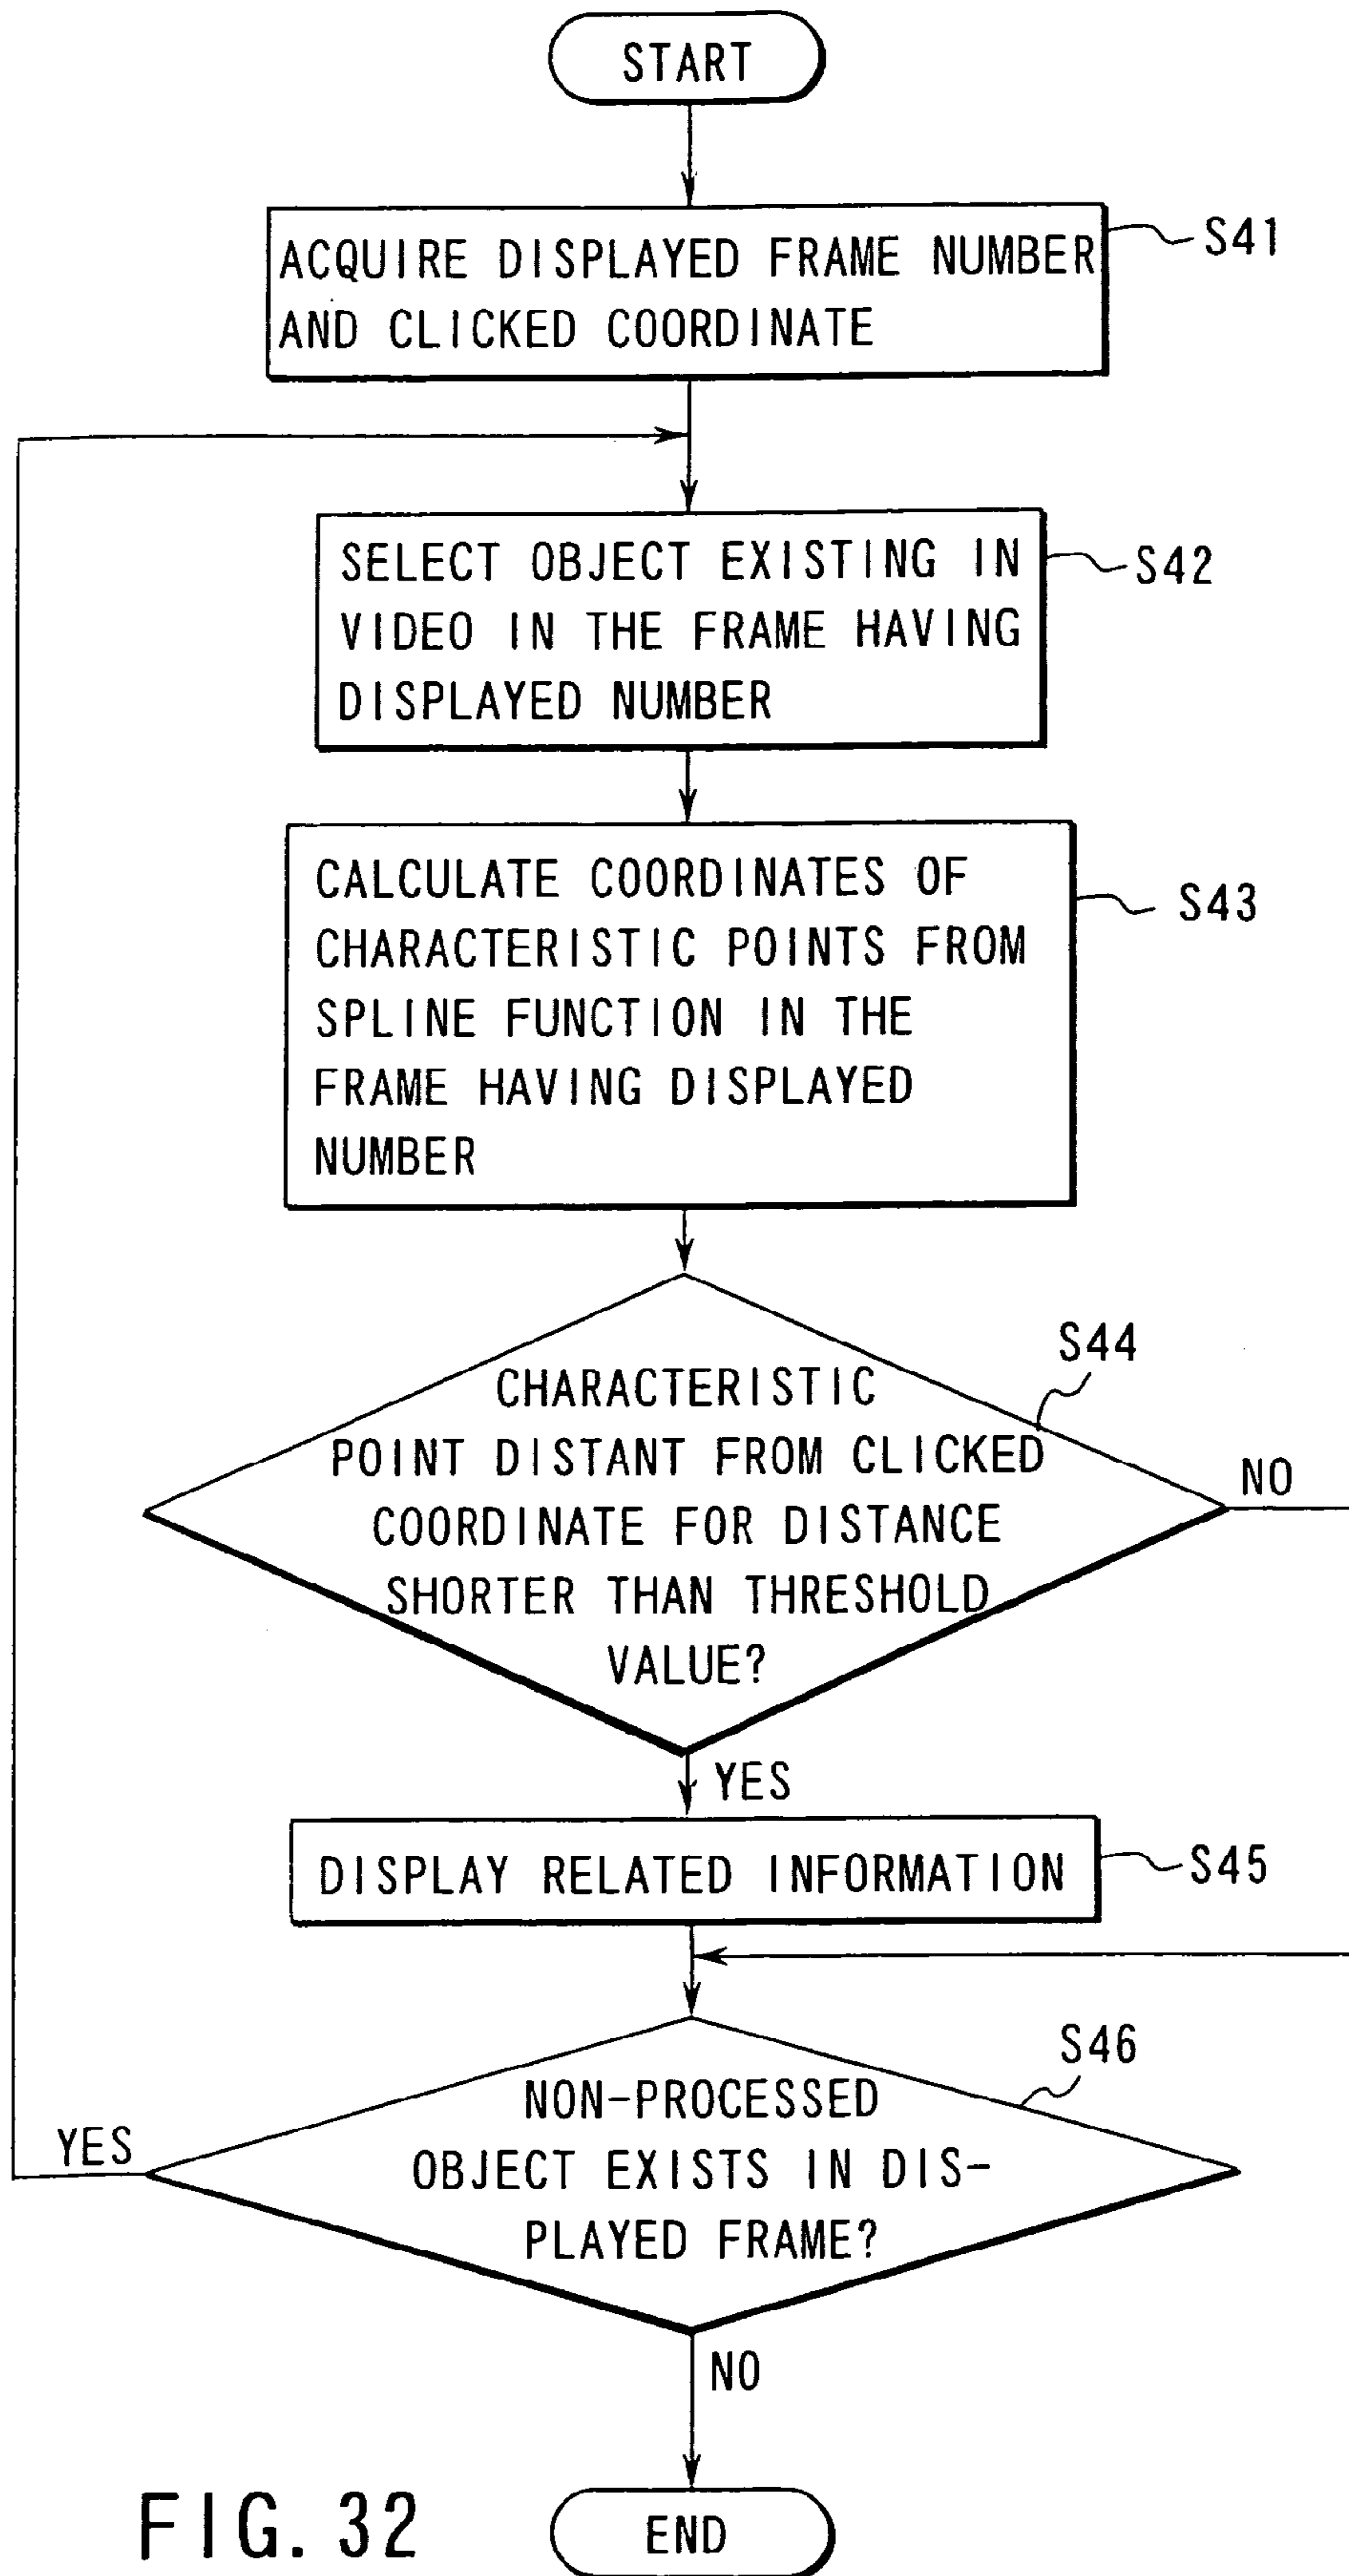 START
ACQUIRE DISPLAYED FRAME NUMBER
AND CLICKED COORDINATE
S41
SELECT OBJECT EXISTING IN
VIDEO IN THE FRAME HAVING
DISPLAYED NUMBER
S42
CALCULATE COORDINATES OF
CHARACTERISTIC POINTS FROM
SPLINE FUNCTION IN THE
FRAME HAVING DISPLAYED
NUMBER
S43
S44
CHARACTERISTIC
POINT DISTANT FROM CLICKED
COORDINATE FOR DISTANCE
SHORTER THAN THRESHOLD
VALUE?
NO
YES
DISPLAY RELATED INFORMATION
S45
S46
NON-PROCESSED
OBJECT EXISTS IN DIS-
PLAYED FRAME?
YES
NO
END
FIG. 32